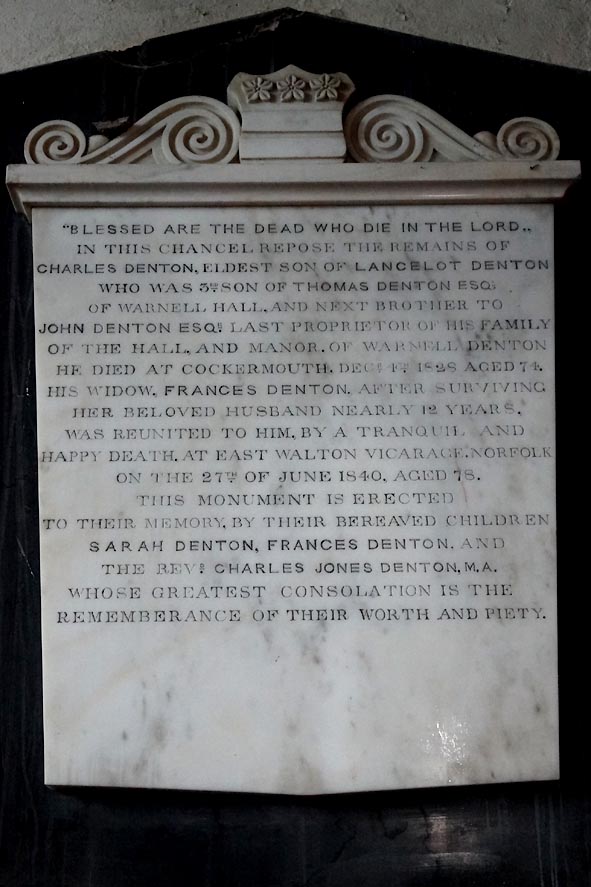 "BLESSED ARE THE DEAD WHO DIE IN THE LORD„
IN THIS CHANCEL REPOSE THE REMAINS OF
CHARLES DENTON, ELDEST SON OF LANCELOT DENTON
WHO WAS 5TH SON OF THOMAS DENTON ESQR
OF WARNELL HALL, AND NEXT BROTHER TO
JOHN DENTON ESQR LAST PROPRIETOR OF HIS FAMILY
OF THE HALL, AND MANOR, OF WARNELL DENTON
HE DIED AT COCKERMOUTH, DECR 1828 AGED 74.
HIS WIDOW, FRANCES DENTON, AFTER SURVIVING
HER BELOVED HUSBAND NEARLY 12 YEARS,
WAS REUNITED TO HIM, BY A TRANQUIL AND
HAPPY DEATH, AT EAST WALTON VICARAGE, NORFOLK
ON THE 27TH OF JUNE 1840, AGED 78.
THIS MONUMENT IS ERECTED
TO THEIR MEMORY, BY THEIR BEREAVED CHILDREN
SARAH DENTON, FRANCES DENTON, AND
THE REVD CHARLES JONES DENTON, M.A.
WHOSE GREATEST CONSOLATION IS THE
REMEMBERANCE OF THEIR WORTH AND PIETY.